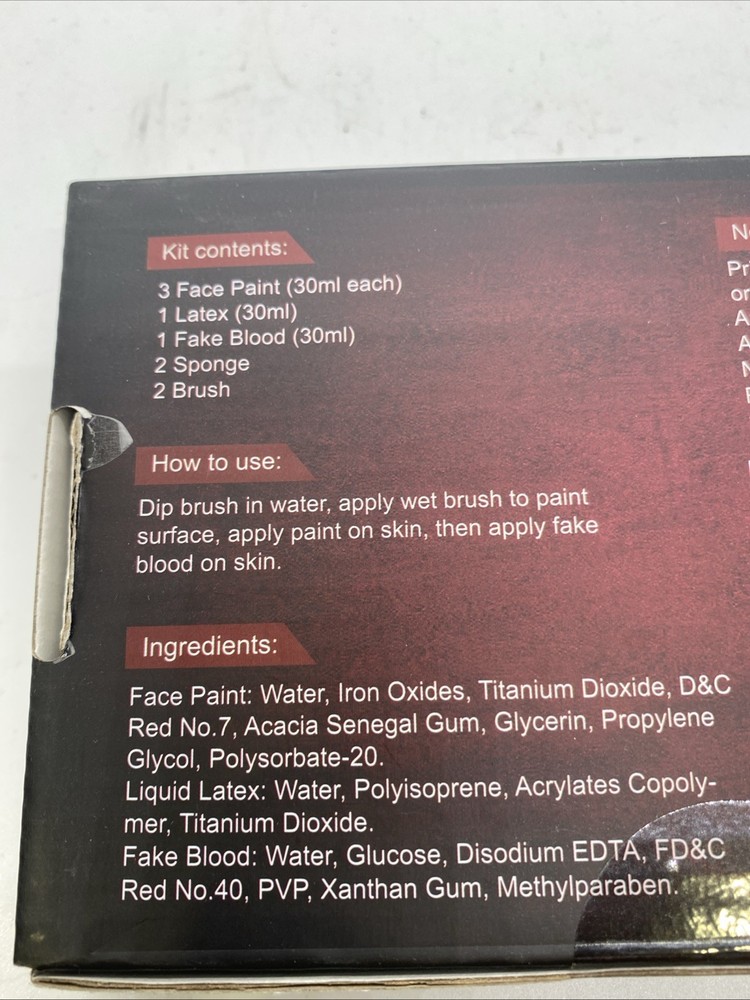 Kit contents:
3 Face Paint (30ml each)
1 Latex (30ml)
1 Fake Blood (30ml)
2 Sponge
2 Brush
How to use:
Dip brush in water, apply wet brush to paint
surface, apply paint on skin, then apply fake
blood on skin.
Ingredients:
Face Paint: Water, Iron Oxides, Titanium Dioxide, D&C
Red No.7, Acacia Senegal Gum, Glycerin, Propylene
Glycol, Polysorbate-20.
Liquid Latex: Water, Polyisoprene, Acrylates Copoly-
mer, Titanium Dioxide.
Fake Blood: Water, Glucose, Disodium EDTA, FD&C
Red No.40, PVP, Xanthan Gum, Methylparaben.